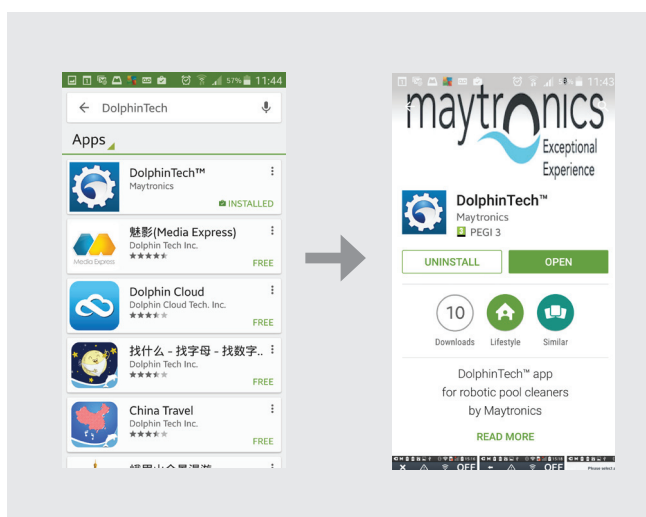 57% 11:44
DolphinTech
Apps
DolphinTech™
Maytronics
INSTALLED
魅影(Media Express)
Dolphin Tech Inc.
Media Express
FREE
Dolphin Cloud
Dolphin Cloud Tech. Inc.
FREE
找什么 - 找字母 - 找数字..
Dolphin Tech Inc.
FREE
China Travel
Dolphin Tech Inc.
FREE
11:43
maytronics
Exceptional
Experience
DolphinTech™
Maytronics
3 PEGI 3
UNINSTALL OPEN
10
Downloads Lifestyle Similar
DolphinTech™ app
for robotic pool cleaners
by Maytronics
READ MORE
OFF OFF Please select